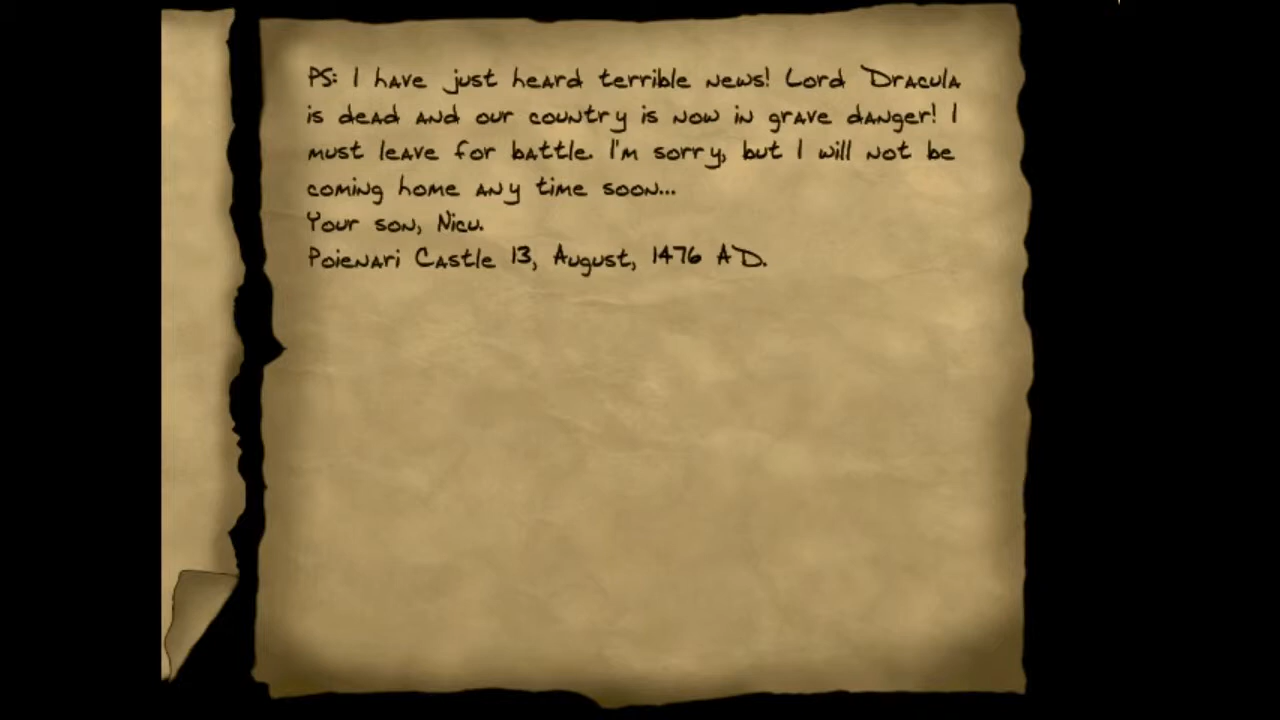 PS: I have just heard terrible news! Lord Dracula
is dead and our country is now in grave danger! I
must leave for battle. I'm sorry, but I will not be
coming home any time soon...
Your son, Nicu.
Poienari Castle 13, August, 1476 AD.